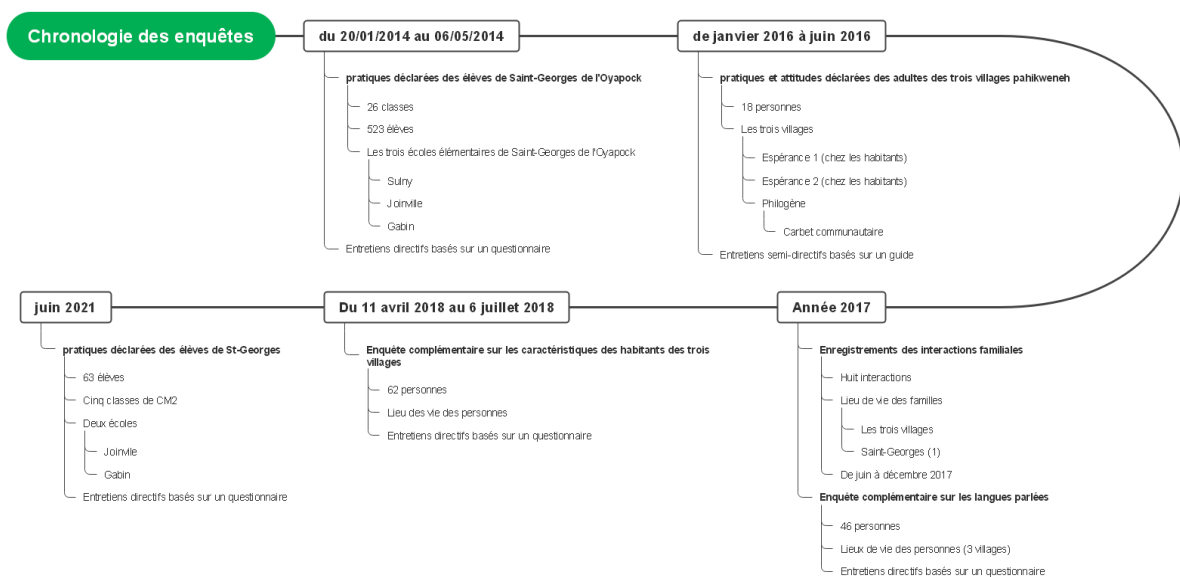 Chronologie des enquêtes
du 20/01/2014 au 06/05/2014
pratiques déclarées des élèves de Saint-Georges de l'Oyapock
26 classes
523 élèves
Les trois écoles élémentaires de Saint-Georges de l'Oyapock
Sulny
Joinville
Gabin
Entretiens directifs basés sur un questionnaire
de janvier 2016 à juin 2016
pratiques et attitudes déclarées des adultes des trois villages pahikweneh
18 personnes
Les trois villages
Espérance 1 (chez les habitants)
Espérance 2 (chez les habitants)
Philogène
Carbet communautaire
Entretiens semi-directifs basés sur un guide
Année 2017
Enregistrements des interactions familiales
Huit interactions
Lieu de vie des familles
Les trois villages
Saint-Georges (1)
De juin à décembre 2017
Enquête complémentaire sur les langues parlées
46 personnes
Lieux de vie des personnes (3 villages)
Entretiens directifs basés sur un questionnaire
Du 11 avril 2018 au 6 juillet 2018
Enquête complémentaire sur les caractéristiques des habitants des trois
villages
62 personnes
Lieu des vie des personnes
Entretiens directifs basés sur un questionnaire
juin 2021
pratiques déclarées des élèves de St-Georges
63 élèves
Cinq classes de CM2
Deux écoles
Joinvile
Gabin
Entretiens directifs basés sur un questionnaire